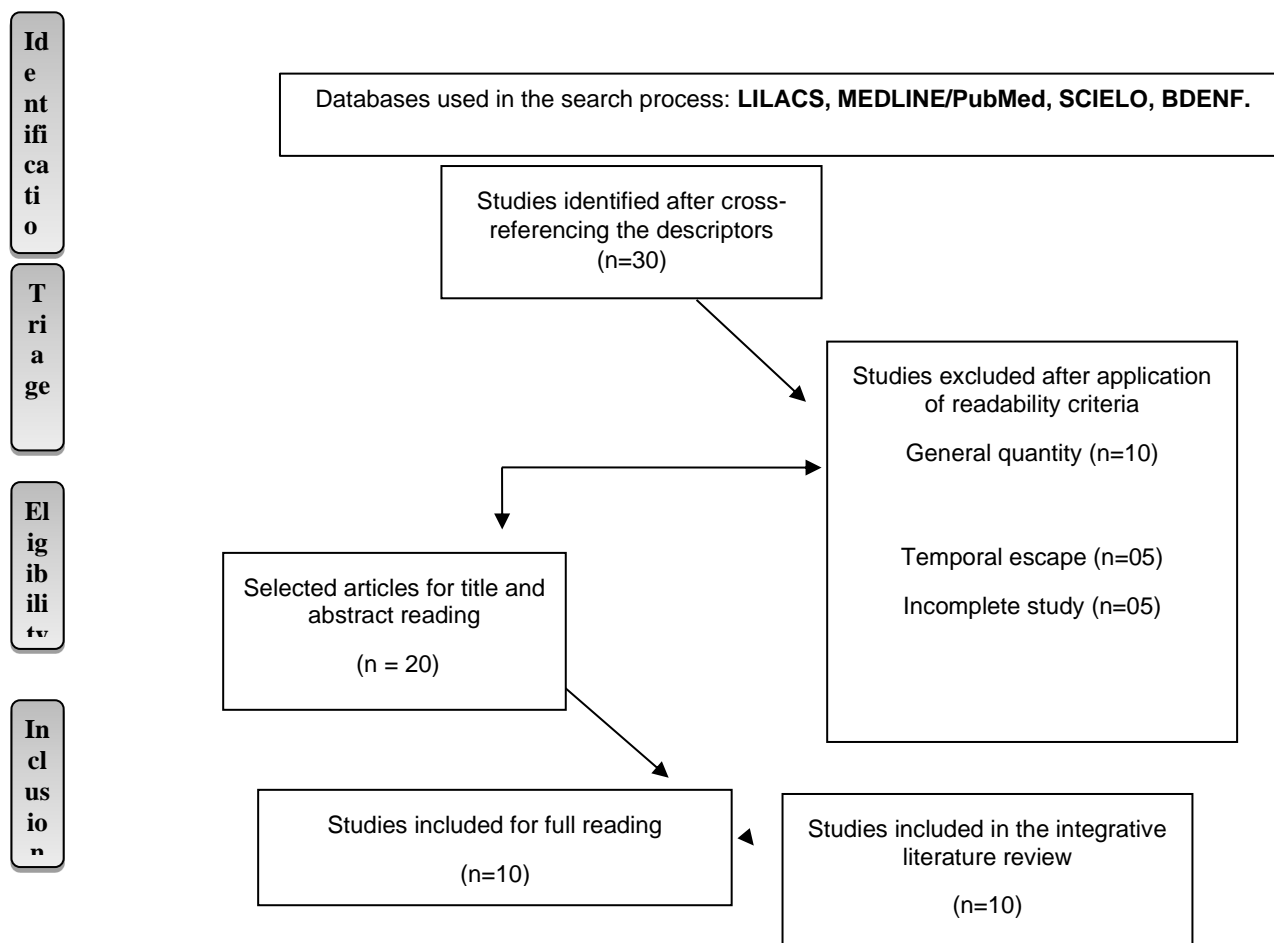 Id
e
nt
ifi
ca
ti
o
Databases used in the search process: LILACS, MEDLINE/PubMed, SCIELO, BDENF.
Studies identified after cross-
referencing the descriptors
(n=30)
T
ri
a
ge
Studies excluded after application
of readability criteria
General quantity (n=10)
Temporal escape (n=05)
Incomplete study (n=05)
El
ig
ib
ili
ty
Selected articles for title and
abstract reading
(n = 20)
In
cl
us
io
n
Studies included for full reading
(n=10)
Studies included in the integrative
literature review
(n=10)